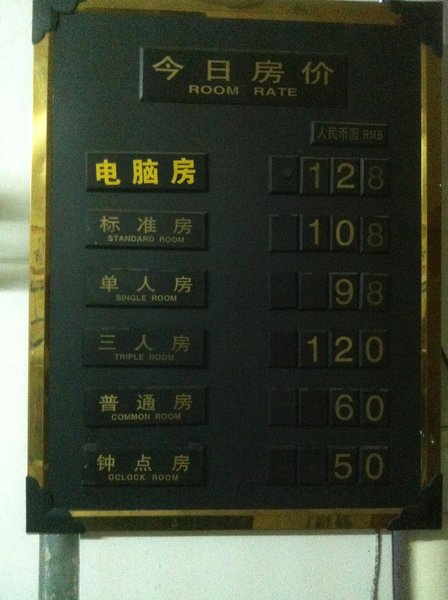 今日房价
ROOM RATE
人民币圆 RMB
电脑房 128
标准房 108
STANDARD ROOM
单人房 98
SINGLE ROOM
三人房 120
TRIPLE ROOM
普通房 60
COMMON ROOM
钟点房 50
OCLOCK ROOM